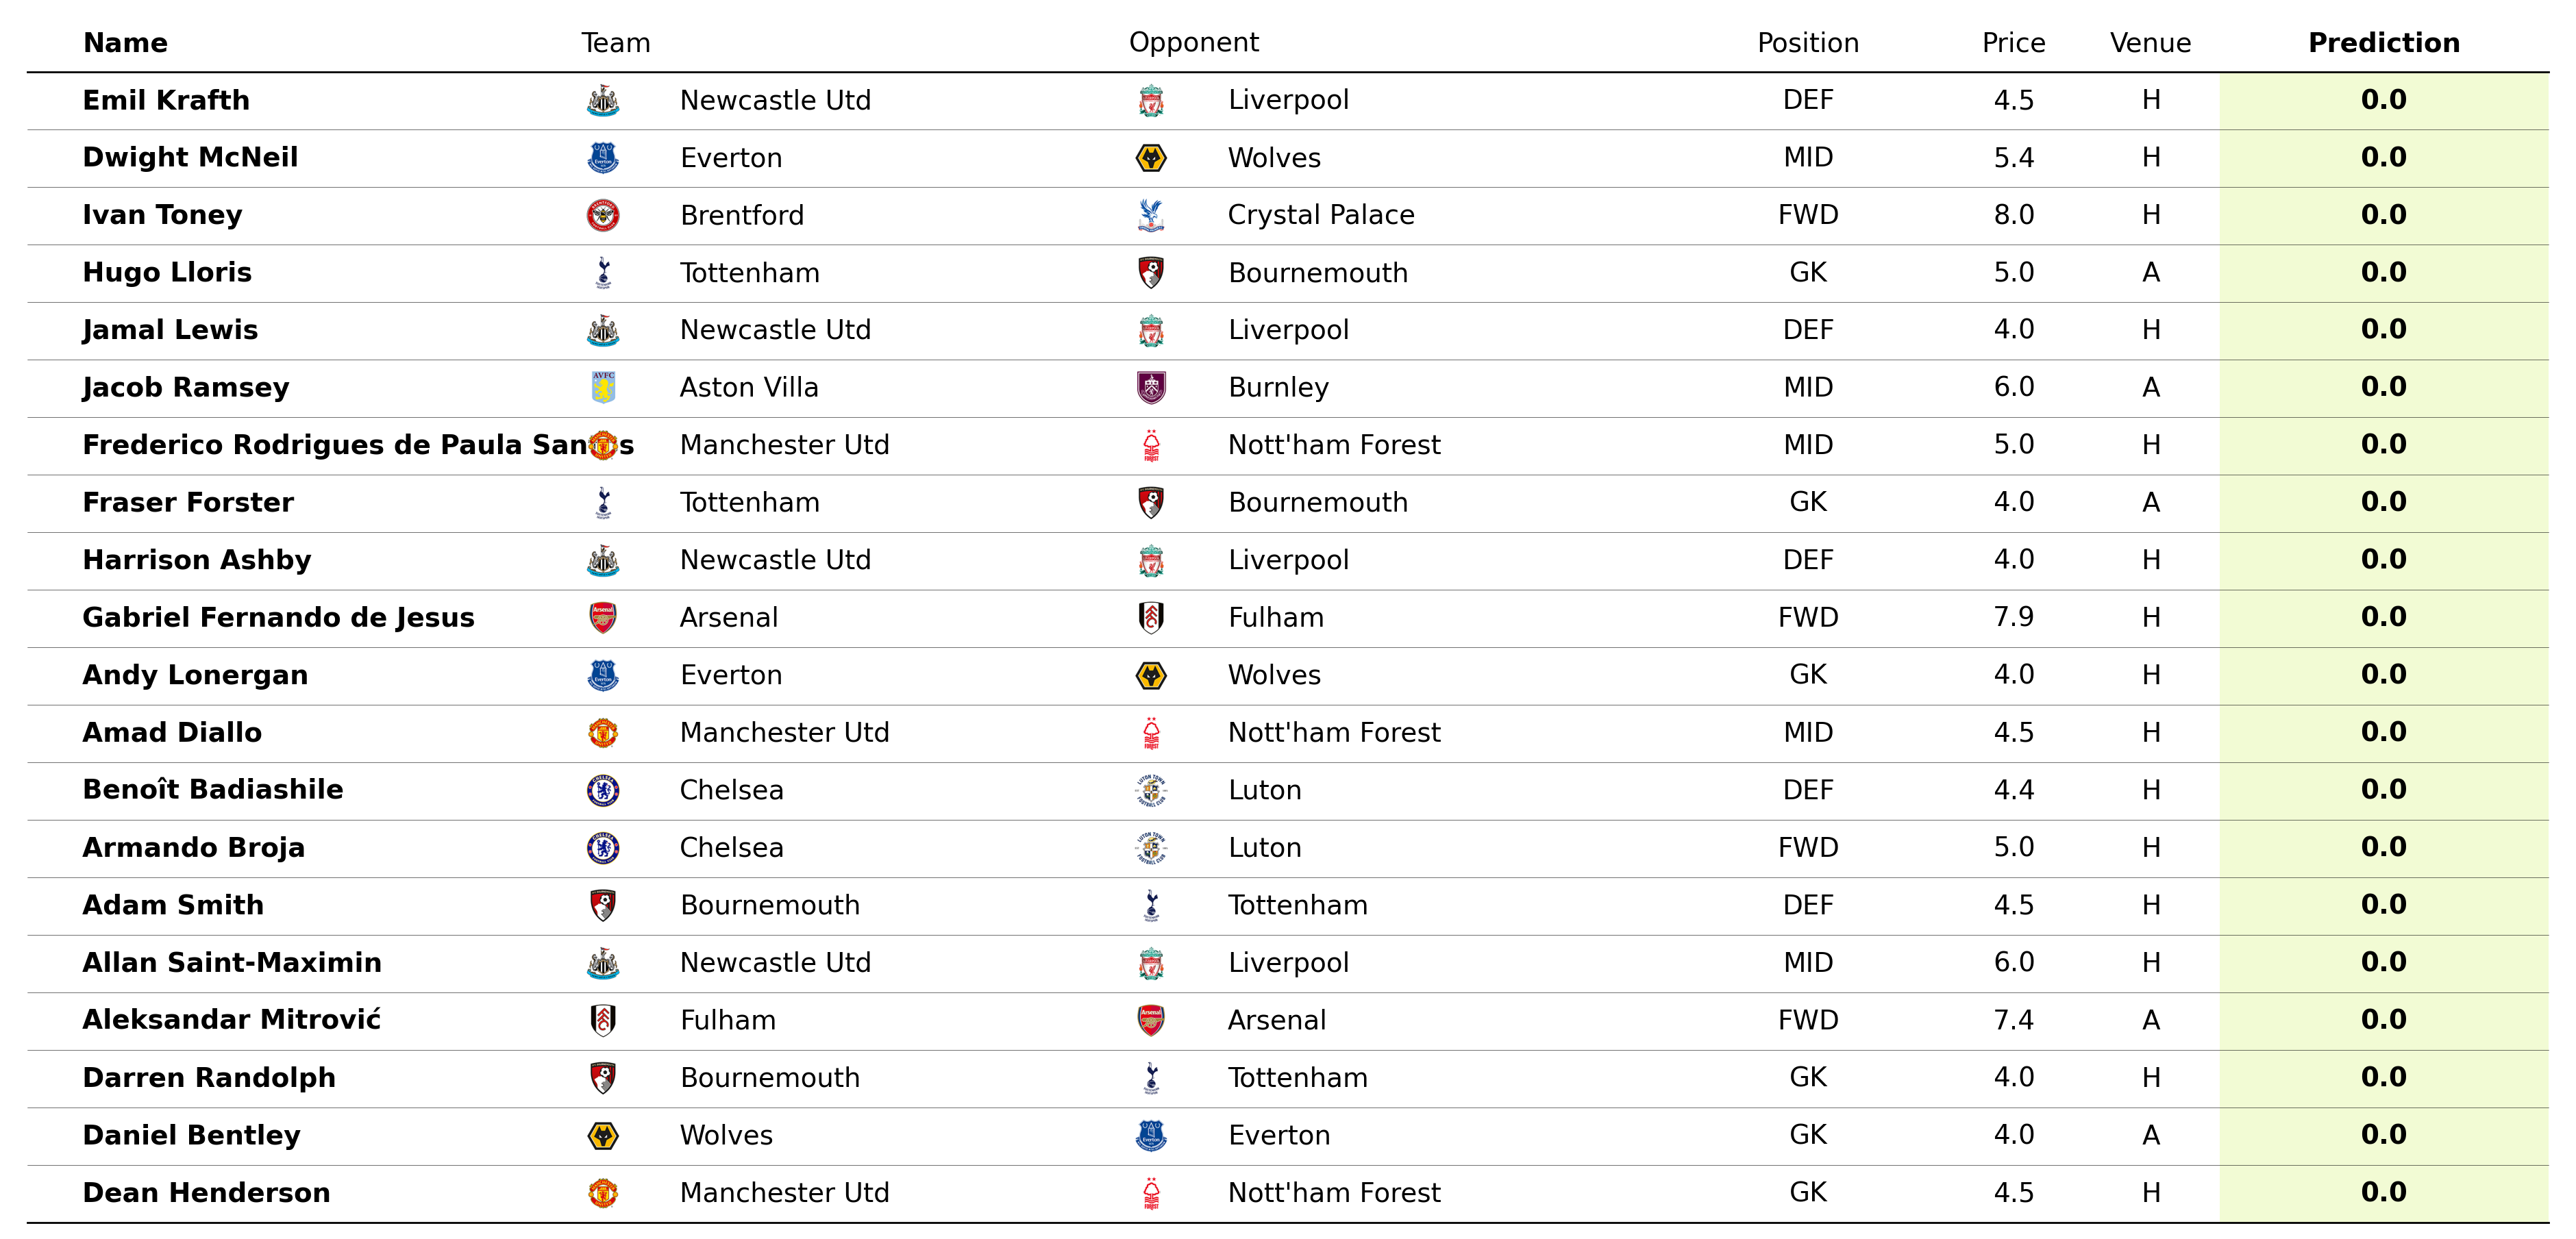 Name Team Opponent Position Price Venue Prediction
Emil Krafth Newcastle Utd Liverpool DEF 4.5 H 0.0
Dwight McNeil Everton Wolves MID 5.4 H 0.0
Ivan Toney Brentford Crystal Palace FWD 8.0 H 0.0
Hugo Lloris Tottenham Bournemouth GK 5.0 A 0.0
Jamal Lewis Newcastle Utd Liverpool DEF 4.0 H 0.0
Jacob Ramsey Aston Villa Burnley MID 6.0 A 0.0
Frederico Rodrigues de Paula Manchester Utd Nott'ham Forest MID 5.0 H 0.0
Fraser Forster Tottenham Bournemouth GK 4.0 A 0.0
Harrison Ashby Newcastle Utd Liverpool DEF 4.0 H 0.0
Gabriel Fernando de Jesus Arsenal Fulham FWD 7.9 H 0.0
Andy Lonergan Everton Wolves GK 4.0 H 0.0
Amad Diallo Manchester Utd Nott'ham Forest MID 4.5 H 0.0
Benoît Badiashile Chelsea Luton DEF 4.4 H 0.0
Armando Broja Chelsea Luton FWD 5.0 H 0.0
Adam Smith Bournemouth Tottenham DEF 4.5 H 0.0
Allan Saint-Maximin Newcastle Utd Liverpool MID 6.0 H 0.0
Aleksandar Mitrović Fulham Arsenal FWD 7.4 A 0.0
Darren Randolph Bournemouth Tottenham GK 4.0 H 0.0
Daniel Bentley Wolves Everton GK 4.0 A 0.0
Dean Henderson Manchester Utd Nott'ham Forest GK 4.5 H 0.0